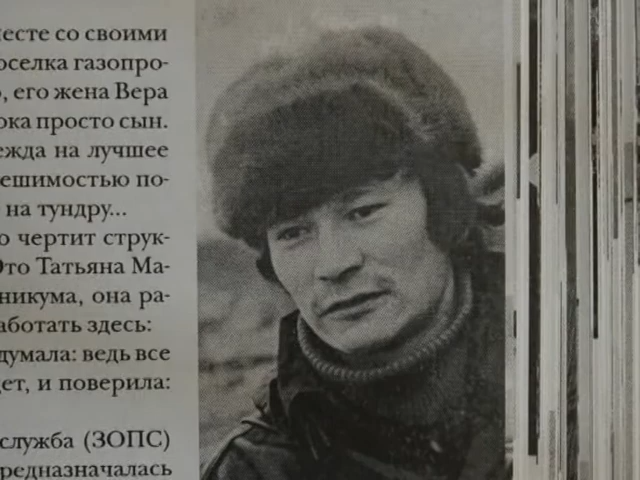 есте со своими
оселка газопро-
, его жена Вера
ока просто сын.
ежда на лучшее
ешимостью по-
на тундру...
о чертит струк-
Это Татьяна Ма-
никума, она ра-
аботать здесь:
думала: ведь все
ет, и поверила:
служба (ЗОПС)
редназначалась